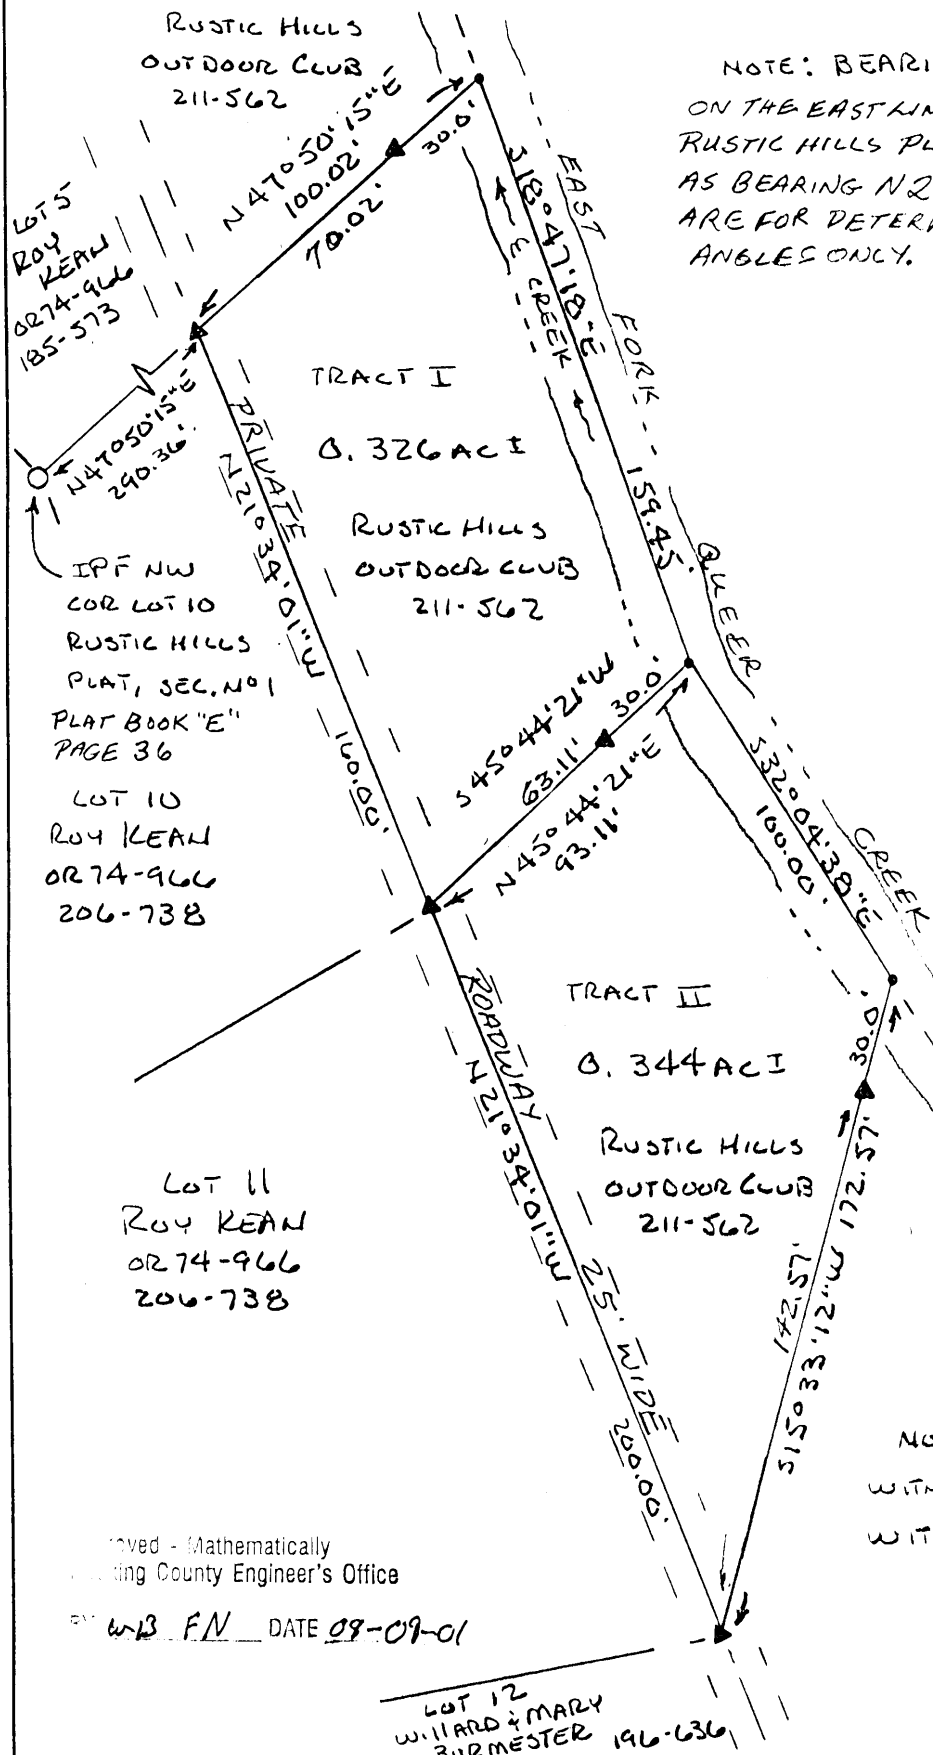 RUSTIC HILLS
OUTDOOR CLUB
211-562
NOTE: BEARI
ON THE EAST LIN
RUSTIC HILLS PL
AS BEARING N2
ARE FOR DETER
ANGLES ONLY.
N47°50'15"E
100.02'
70.02'
30.0'
LOT 5
ROY
KEAN
OR74-966
185-573
N47°50'15"E
290.36'
S18°47'18"E
159.45'
EAST
FORK
QUEER
CREEK
E CREEK
TRACT I
0.326 AC I
RUSTIC HILLS
OUTDOOR CLUB
211-562
PRIVATE
N21°34'01"W
160.00'
IPF NW
COR LOT 10
RUSTIC HILLS
PLAT, SEC. No 1
PLAT BOOK "E"
PAGE 36
LOT 10
ROY KEAN
OR 74-966
206-738
S45°44'21"W
63.11'
30.0'
N45°44'21"E
93.11'
S32°04'38"E
100.00'
TRACT II
0.344 AC I
RUSTIC HILLS
OUTDOOR CLUB
211-562
ROADWAY
N21°34'01"W
25' WIDE
200.00'
30.0'
142.57'
S15°33'12"W 172.57'
LOT 11
ROY KEAN
OR 74-966
206-738
WITN
WIT
oved - Mathematically
ing County Engineer's Office
BY WB FN DATE 08-09-01
LOT 12
WILLARD & MARY
BURMESTER 196-636